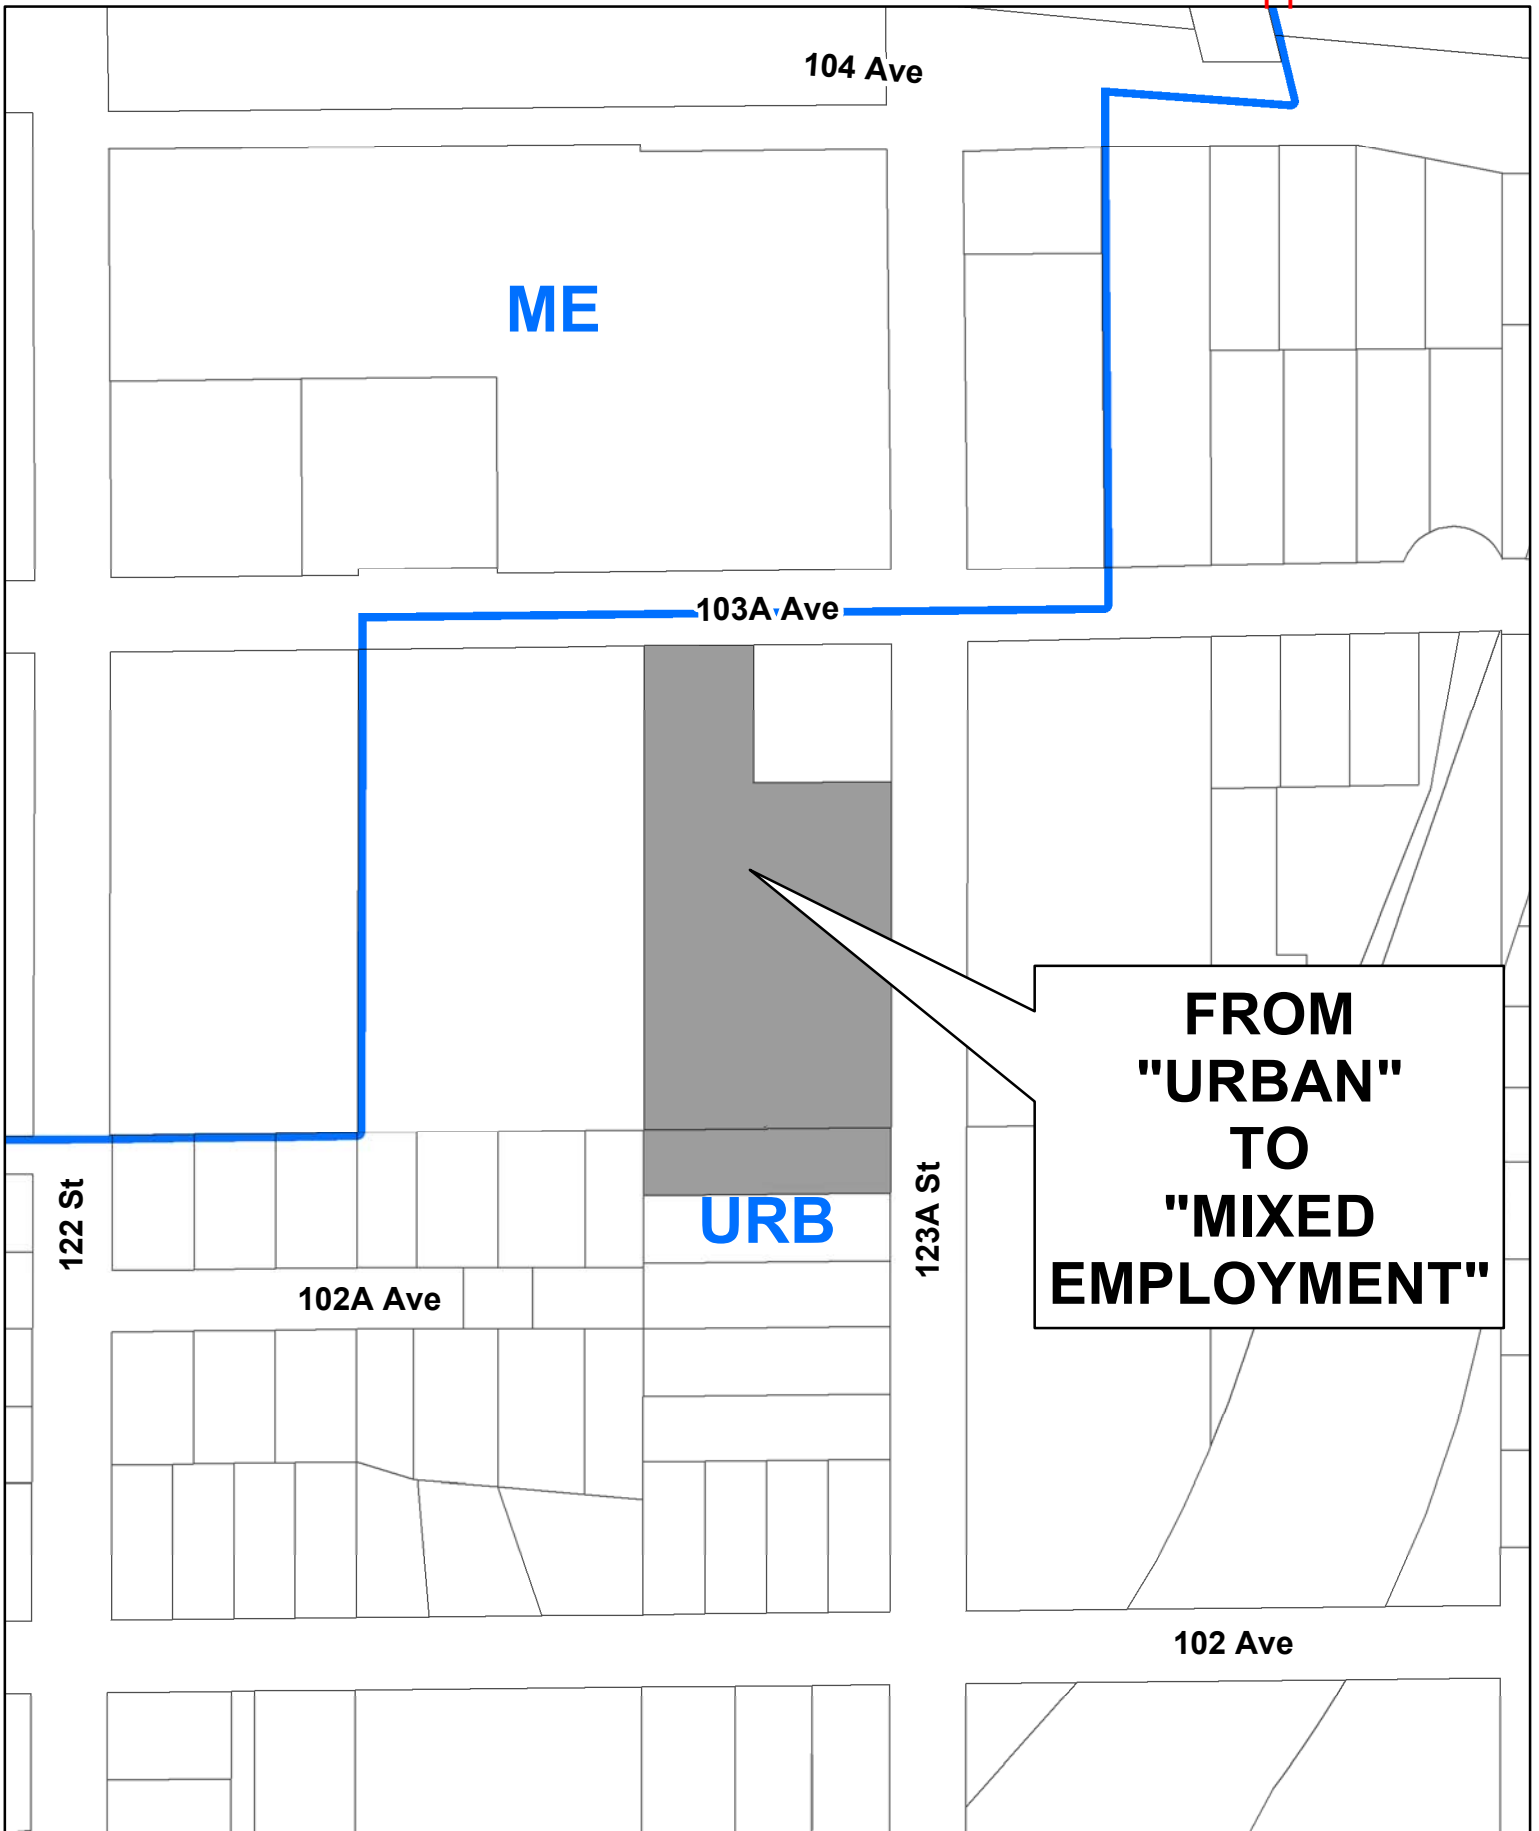 104 Ave
ME
103A Ave
FROM
"URBAN"
TO
"MIXED
EMPLOYMENT"
122 St
URB
123A St
102A Ave
102 Ave